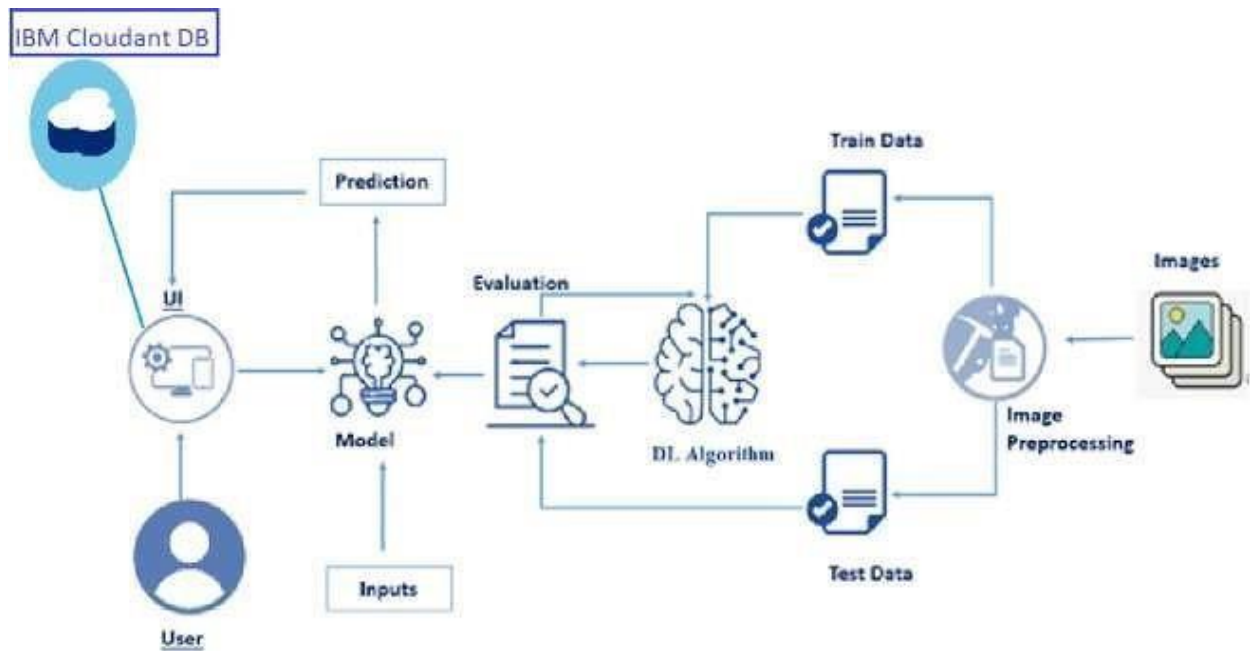 IBM Cloudant DB
Train Data
Prediction
Images
Evaluation
UI
Image
Preprocessing
Model
DL Algorithm
Test Data
Inputs
User